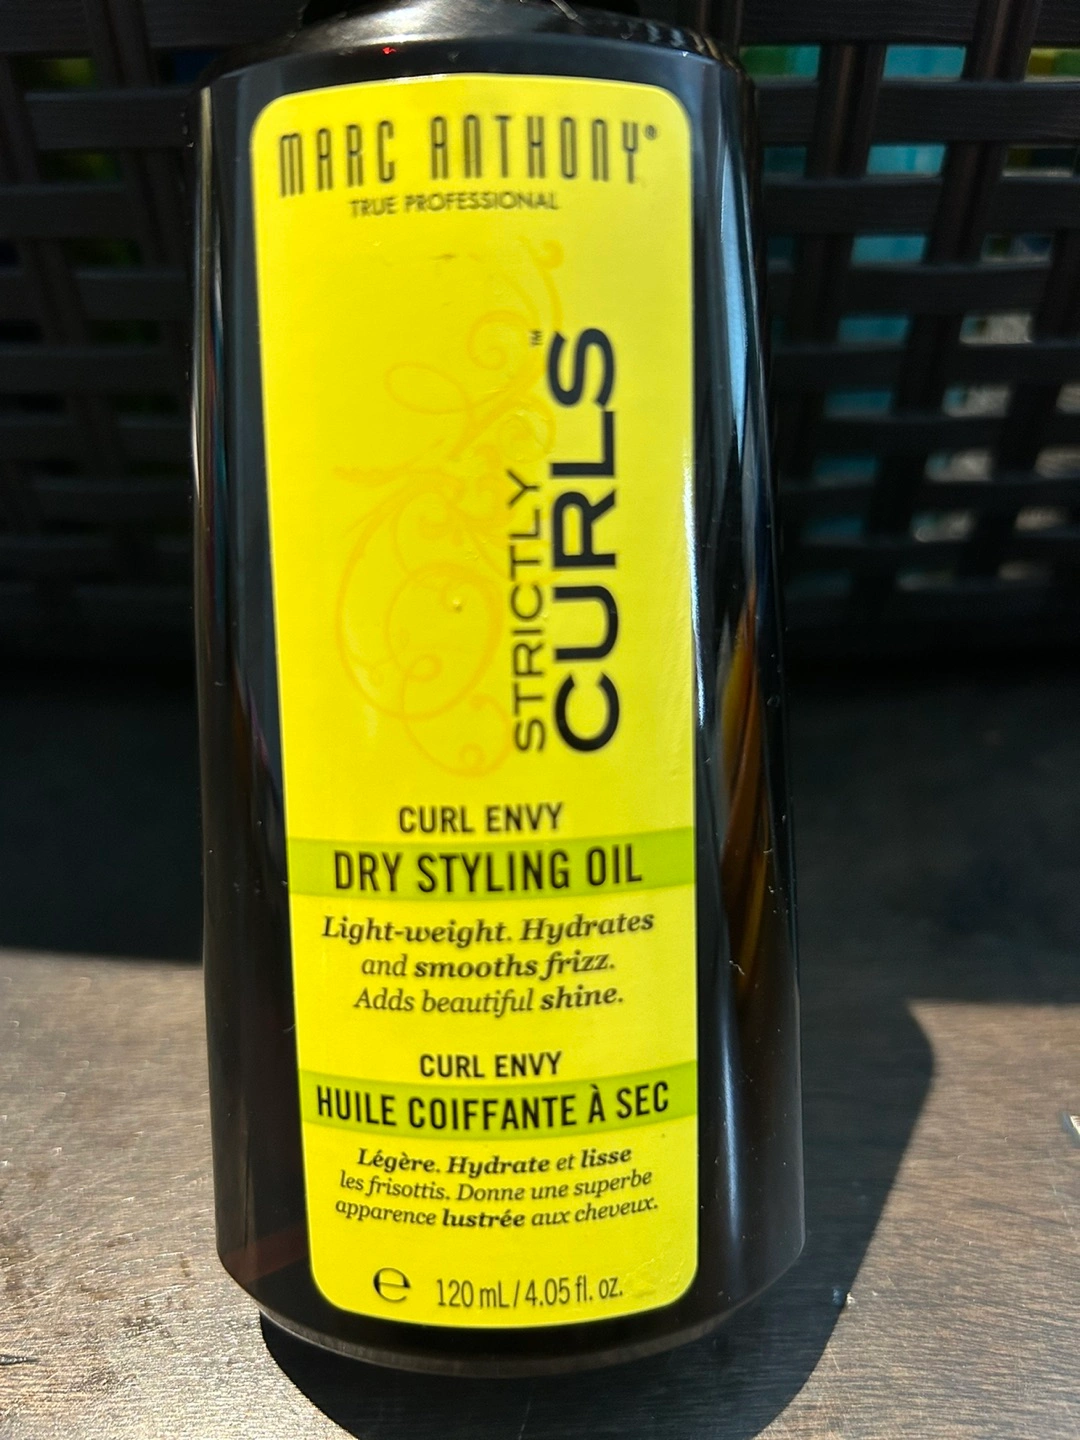 MARC ANTHONY®
TRUE PROFESSIONAL
STRICTLY
CURLS™
CURL ENVY
DRY STYLING OIL
Light-weight. Hydrates
and smooths frizz.
Adds beautiful shine.
CURL ENVY
HUILE COIFFANTE À SEC
Légère. Hydrate et lisse
les frisottis. Donne une superbe
apparence lustrée aux cheveux.
℮ 120 mL / 4.05 fl. oz.